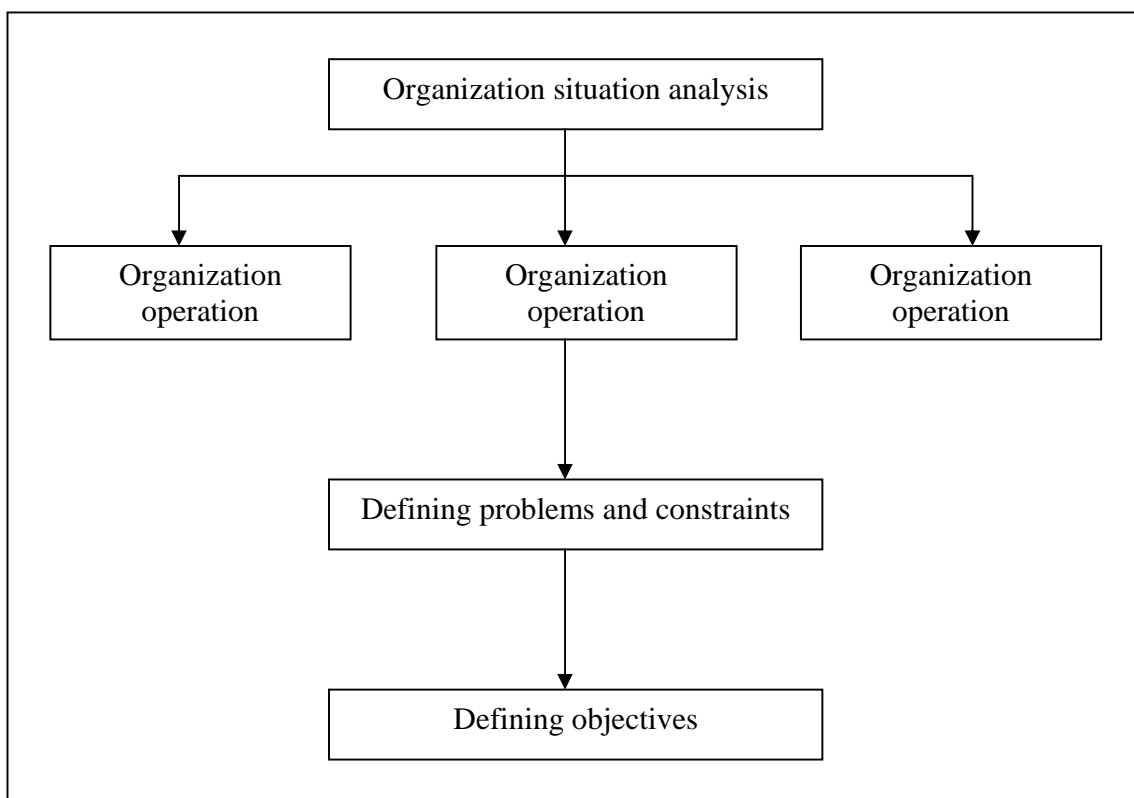 Organization situation analysis
Organization
operation
Organization
operation
Organization
operation
Defining problems and constraints
Defining objectives